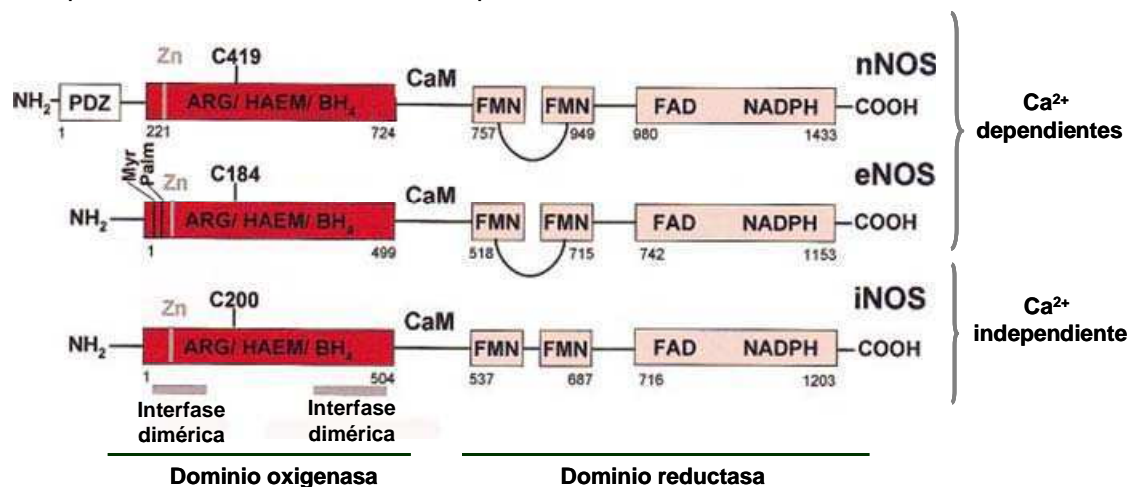 Zn
C419
CaM
nNOS
NH2
PDZ
ARG/ HAEM/ BH4
FMN
FMN
FAD
NADPH
COOH
1
221
724
757
949
980
1433
Ca2+
dependientes
Myr
Palm
Zn
C184
CaM
eNOS
NH2
ARG/ HAEM/ BH4
FMN
FMN
FAD
NADPH
COOH
1
499
518
715
742
1153
Zn
C200
CaM
iNOS
NH2
ARG/ HAEM/ BH4
FMN
FMN
FAD
NADPH
COOH
1
504
537
687
716
1203
Ca2+
independiente
Interfase
dimérica
Interfase
dimérica
Dominio oxigenasa
Dominio reductasa